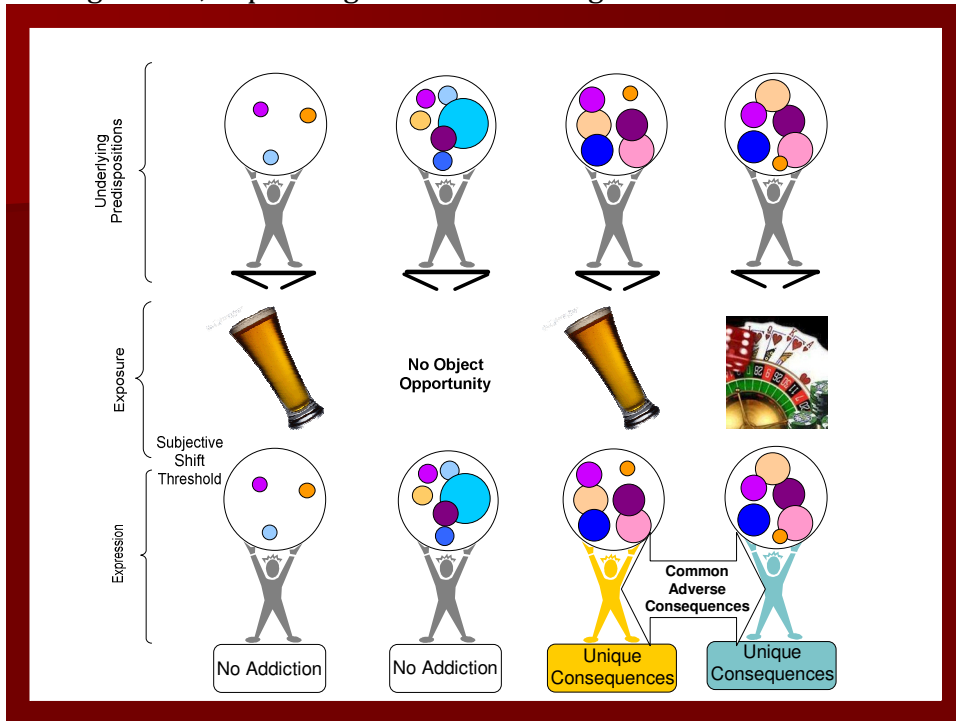 Underlying
Predispositions
Exposure
No Object
Opportunity
Subjective
Shift
Threshold
Expression
Common
Adverse
Consequences
No Addiction
No Addiction
Unique
Consequences
Unique
Consequences